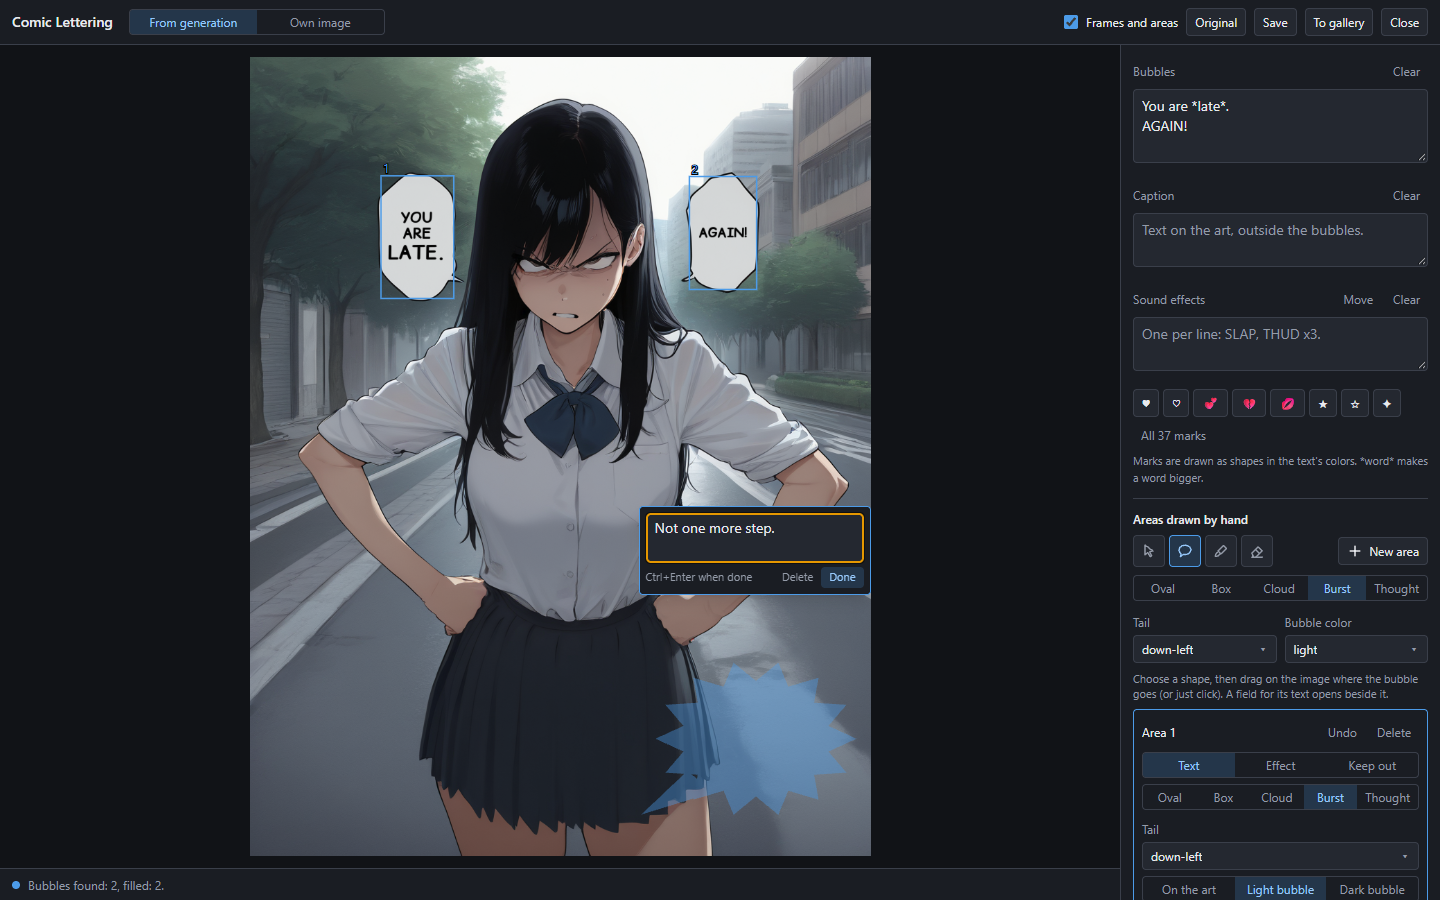 Comic Lettering
From generation
Own image
Frames and areas
Original
Save
To gallery
Close
1
YOU
ARE
LATE.
2
AGAIN!
Not one more step.
Ctrl+Enter when done
Delete
Done
Bubbles found: 2, filled: 2.
Bubbles
Clear
You are *late*.
AGAIN!
Caption
Clear
Text on the art, outside the bubbles.
Sound effects
Move
Clear
One per line: SLAP, THUD x3.
All 37 marks
Marks are drawn as shapes in the text's colors. *word* makes
a word bigger.
Areas drawn by hand
New area
Oval
Box
Cloud
Burst
Thought
Tail
Bubble color
down-left
light
Choose a shape, then drag on the image where the bubble
goes (or just click). A field for its text opens beside it.
Area 1
Undo
Delete
Text
Effect
Keep out
Oval
Box
Cloud
Burst
Thought
Tail
down-left
On the art
Light bubble
Dark bubble